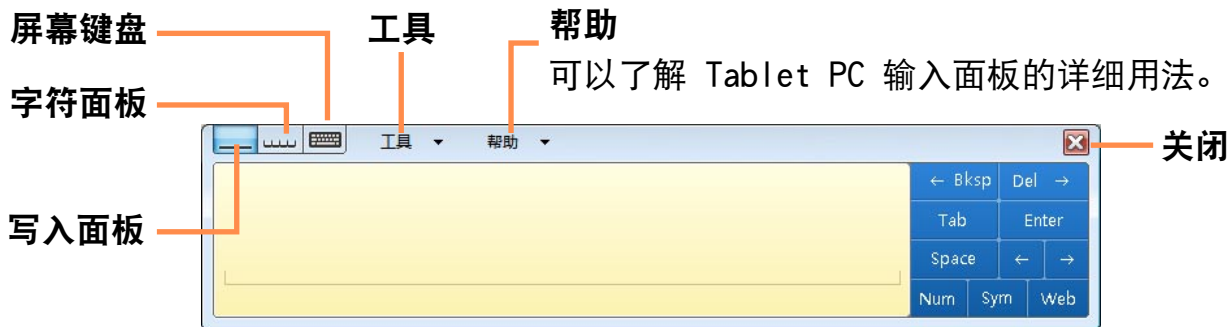 屏幕键盘
工具
帮助
可以了解 Tablet PC 输入面板的详细用法。
字符面板
工具
帮助
关闭
写入面板
← Bksp
Del →
Tab
Enter
Space
←
→
Num
Sym
Web